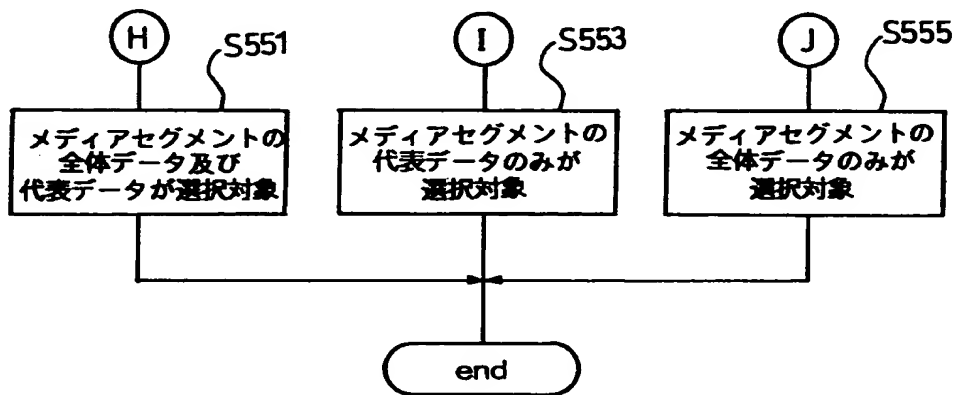 H
S551
I
S553
J
S555
メディアセグメントの
全体データ及び
代表データが選択対象
メディアセグメントの
代表データのみが
選択対象
メディアセグメントの
全体データのみが
選択対象
end